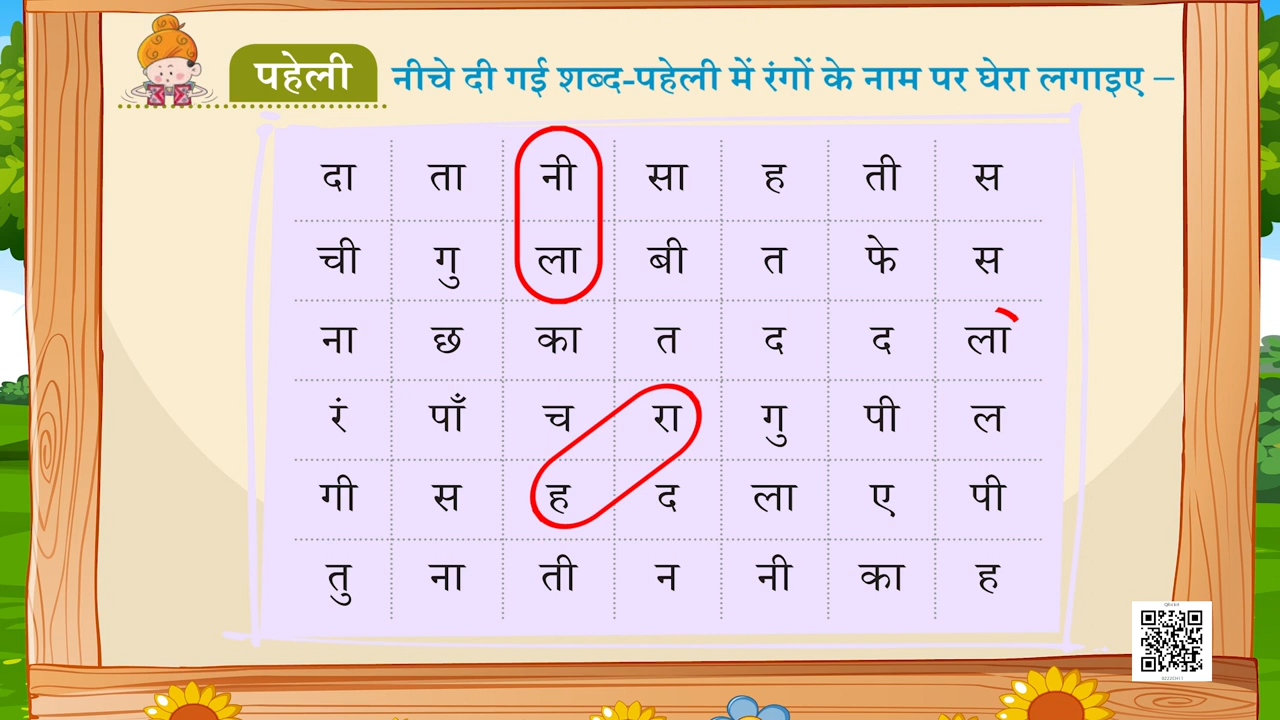 पहेली नीचे दी गई शब्द-पहेली में रंगों के नाम पर घेरा लगाइए –
दा ता नी सा ह ती स
ची गु ला बी त फे स
ना छ का त द द ला
रं पाँ च रा गु पी ल
गी स ह द ला ए पी
तु ना ती न नी का ह